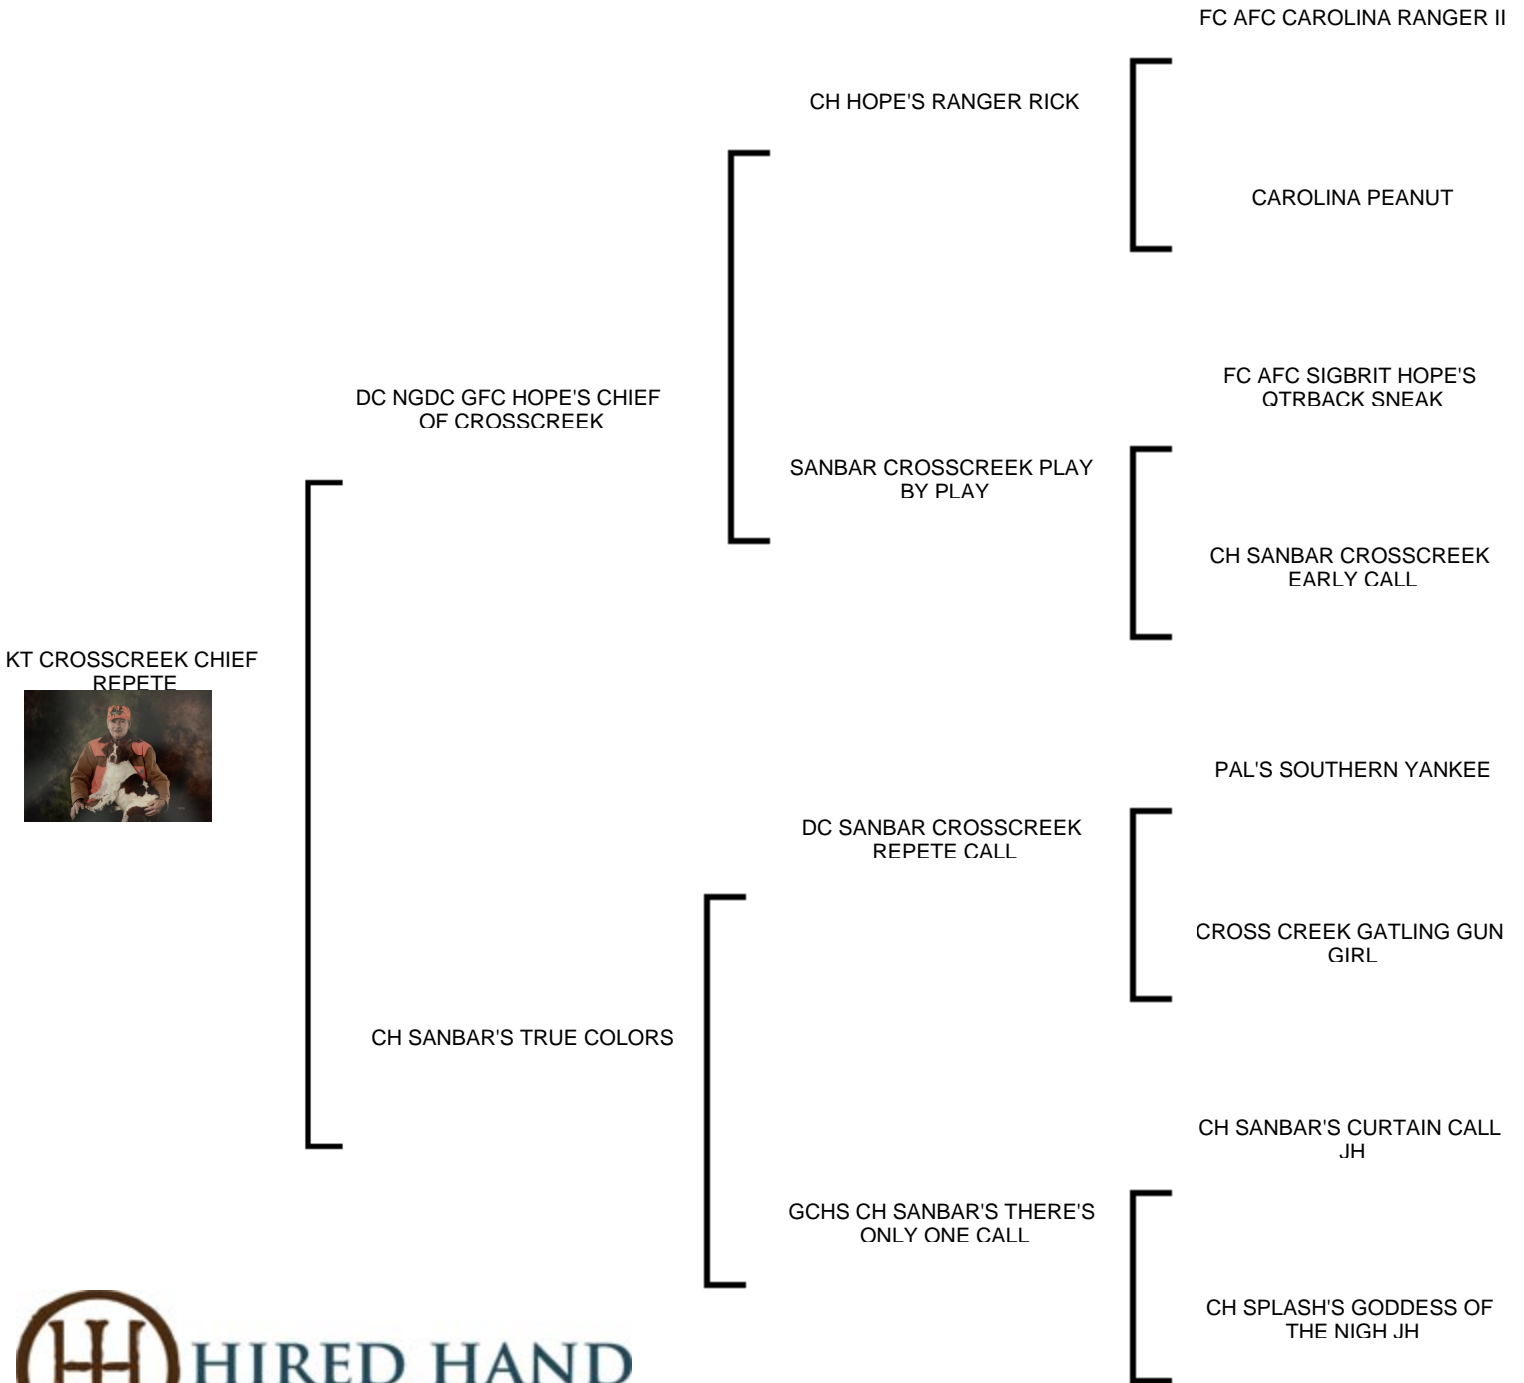 FC AFC CAROLINA RANGER II
CH HOPE'S RANGER RICK
CAROLINA PEANUT
DC NGDC GFC HOPE'S CHIEF
OF CROSSCREEK
FC AFC SIGBRIT HOPE'S
QTRBACK SNEAK
SANBAR CROSSCREEK PLAY
BY PLAY
CH SANBAR CROSSCREEK
EARLY CALL
KT CROSSCREEK CHIEF
REPETE
PAL'S SOUTHERN YANKEE
DC SANBAR CROSSCREEK
REPETE CALL
CROSS CREEK GATLING GUN
GIRL
CH SANBAR'S TRUE COLORS
CH SANBAR'S CURTAIN CALL
JH
GCHS CH SANBAR'S THERE'S
ONLY ONE CALL
CH SPLASH'S GODDESS OF
THE NIGH JH
HIRED HAND